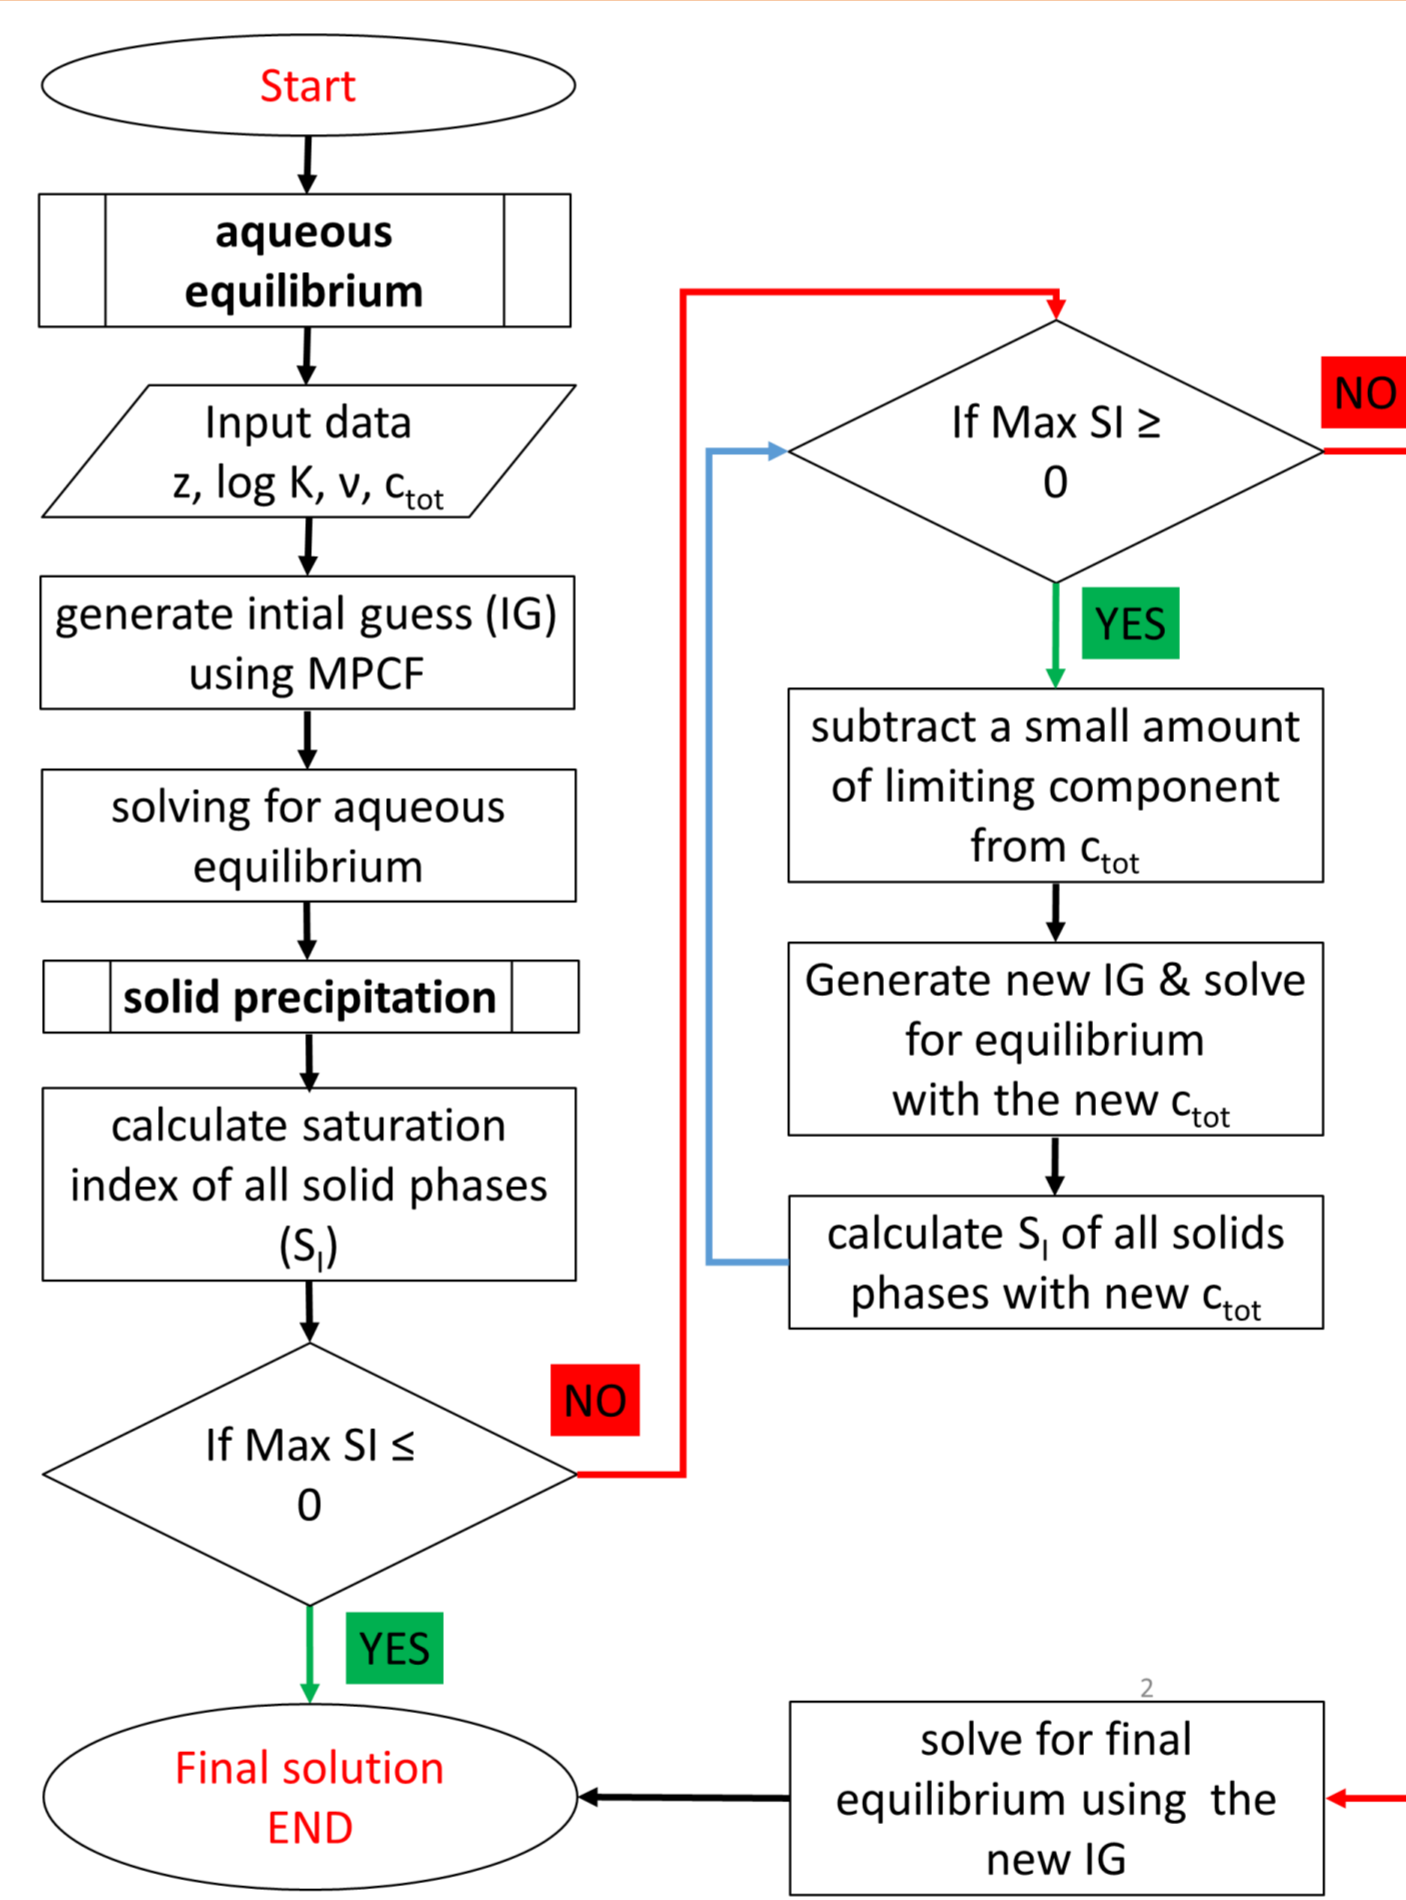 Start
aqueous
equilibrium
Input data
z, log K, ν, c_tot
generate intial guess (IG)
using MPCF
solving for aqueous
equilibrium
solid precipitation
calculate saturation
index of all solid phases
(S_I)
If Max SI ≤
0
NO
YES
Final solution
END
If Max SI ≥
0
NO
YES
subtract a small amount
of limiting component
from c_tot
Generate new IG & solve
for equilibrium
with the new c_tot
calculate S_I of all solids
phases with new c_tot
2
solve for final
equilibrium using the
new IG